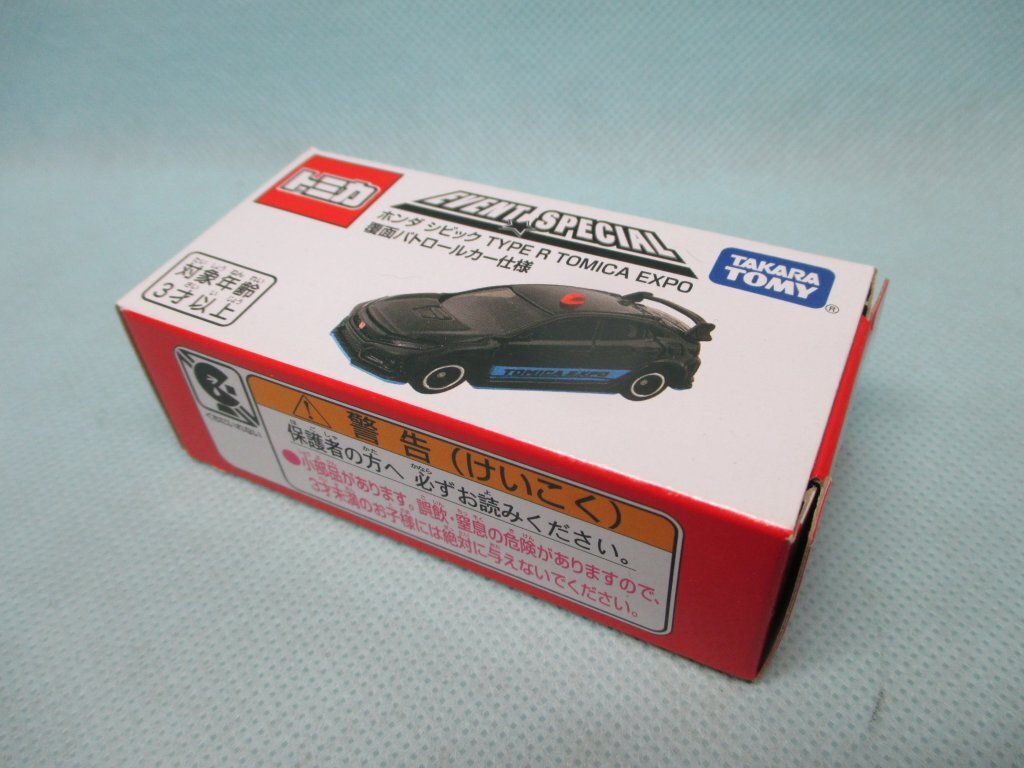 トミカ
EVENT SPECIAL
ホンダ シビック TYPE R TOMICA EXPO
覆面パトロールカー仕様
TAKARA
TOMY
®
対象年齢
3才以上
TOMICA EXPO
警告(けいこく)
保護者の方へ 必ずお読みください。
●小部品があります。誤飲・窒息の危険がありますので、
3才未満のお子様には絶対に与えないでください。